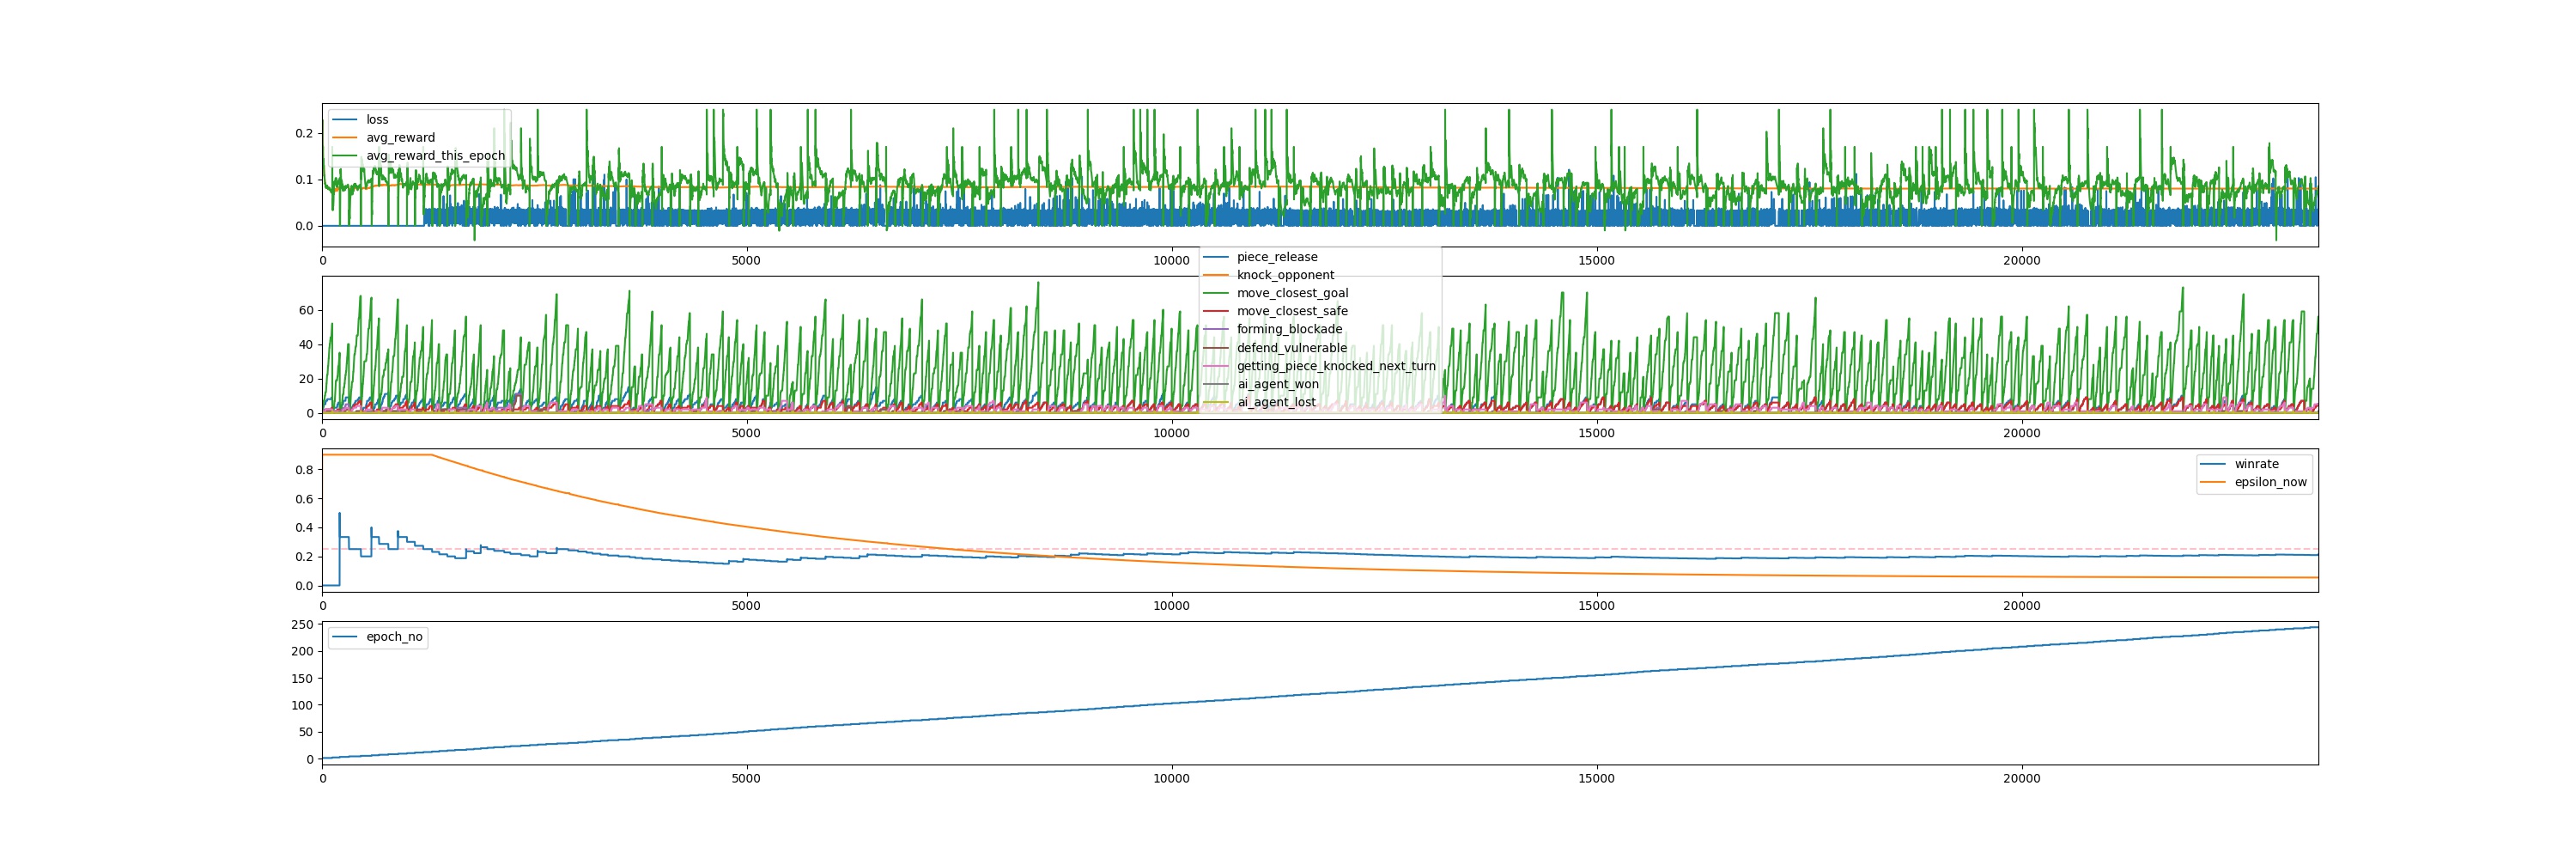 loss
avg_reward
avg_reward_this_epoch
0.2
0.1
0.0
0 5000 10000 15000 20000
piece_release
knock_opponent
move_closest_goal
move_closest_safe
forming_blockade
defend_vulnerable
getting_piece_knocked_next_turn
ai_agent_won
ai_agent_lost
60
40
20
0
0 5000 10000 15000 20000
winrate
epsilon_now
0.8
0.6
0.4
0.2
0.0
0 5000 10000 15000 20000
epoch_no
250
200
150
100
50
0
0 5000 10000 15000 20000